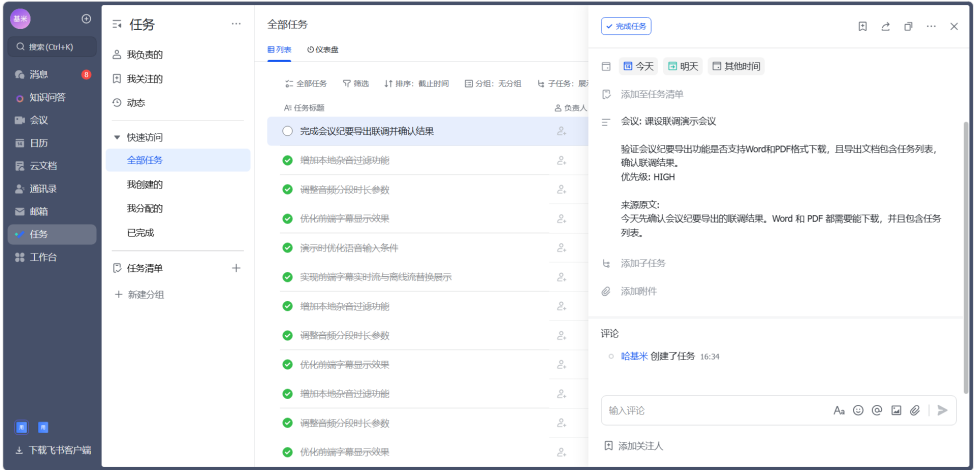 基米
搜索 (Ctrl+K)
消息
8
知识问答
会议
日历
云文档
通讯录
邮箱
任务
工作台
下载飞书客户端
任务
我负责的
我关注的
动态
快速访问
全部任务
我创建的
我分配的
已完成
任务清单
新建分组
全部任务
列表
仪表盘
全部任务
筛选
排序：截止时间
分组：无分组
子任务：展
任务标题
负责人
完成会议纪要导出联调并确认结果
增加本地杂音过滤功能
调整音频分段时长参数
优化前端字幕显示效果
演示时优化语音输入条件
实现前端字幕实时流与离线流替换展示
增加本地杂音过滤功能
调整音频分段时长参数
优化前端字幕显示效果
增加本地杂音过滤功能
调整音频分段时长参数
优化前端字幕显示效果
完成任务
今天
明天
其他时间
添加至任务清单
会议: 课设联调演示会议
验证会议纪要导出功能是否支持Word和PDF格式下载，且导出文档包含任务列表，
确认联调结果。
优先级: HIGH
来源原文:
今天先确认会议纪要导出的联调结果。Word 和 PDF 都需要能下载，并且包含任务
列表。
添加子任务
添加附件
评论
哈基米 创建了任务 16:34
输入评论
Aa
添加关注人